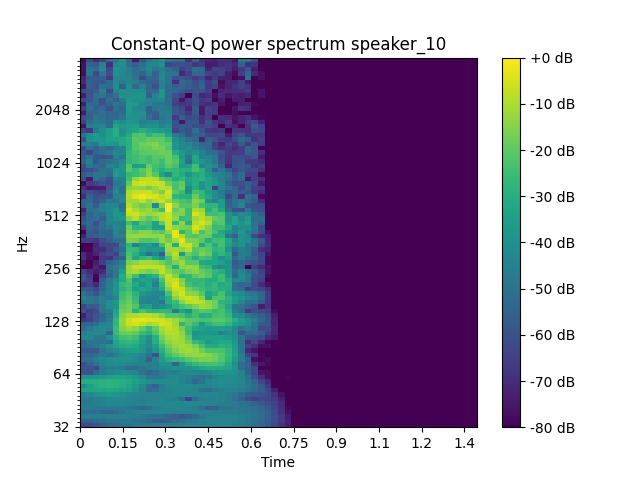 Constant-Q power spectrum speaker_10
Hz
2048
1024
512
256
128
64
32
0 0.15 0.3 0.45 0.6 0.75 0.9 1.1 1.2 1.4
Time
+0 dB
-10 dB
-20 dB
-30 dB
-40 dB
-50 dB
-60 dB
-70 dB
-80 dB